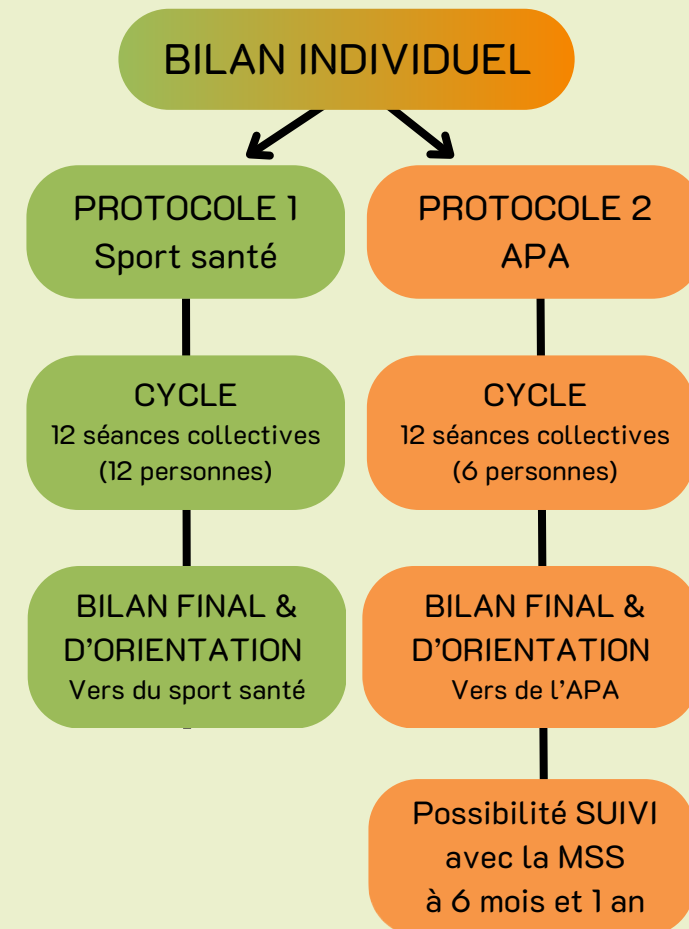 BILAN INDIVIDUEL
PROTOCOLE 1
Sport santé
CYCLE
12 séances collectives
(12 personnes)
BILAN FINAL &
D'ORIENTATION
Vers du sport santé
PROTOCOLE 2
APA
CYCLE
12 séances collectives
(6 personnes)
BILAN FINAL &
D'ORIENTATION
Vers de l'APA
Possibilité SUIVI
avec la MSS
à 6 mois et 1 an